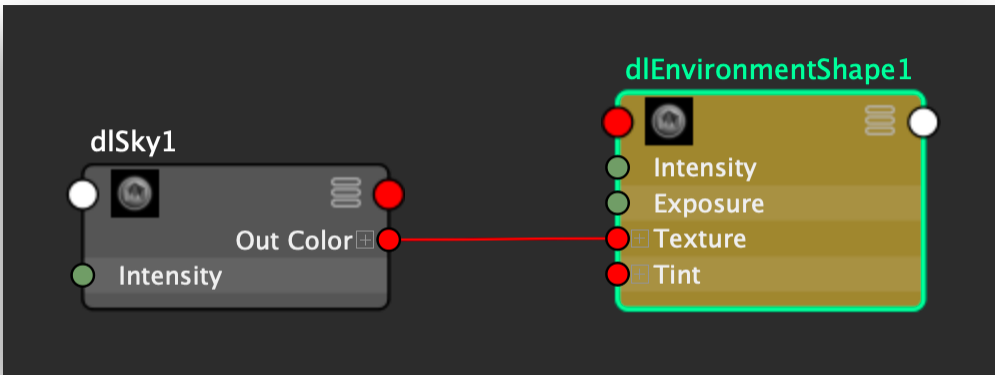 dlSky1
Out Color
Intensity
dlEnvironmentShape1
Intensity
Exposure
Texture
Tint